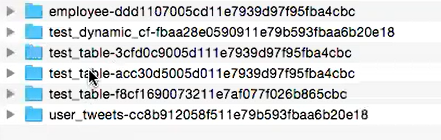 employee-ddd1107005cd11e7939d97f95fba4cbc
test_dynamic_cf-fbaa28e0590911e79b593fbaa6b20e18
test_table-3cfd0c9005d111e7939d97f95fba4cbc
test_table-acc30d5005d011e7939d97f95fba4cbc
test_table-f8cf1690073211e7af077f026b865cbc
user_tweets-cc8b912058f511e79b593fbaa6b20e18